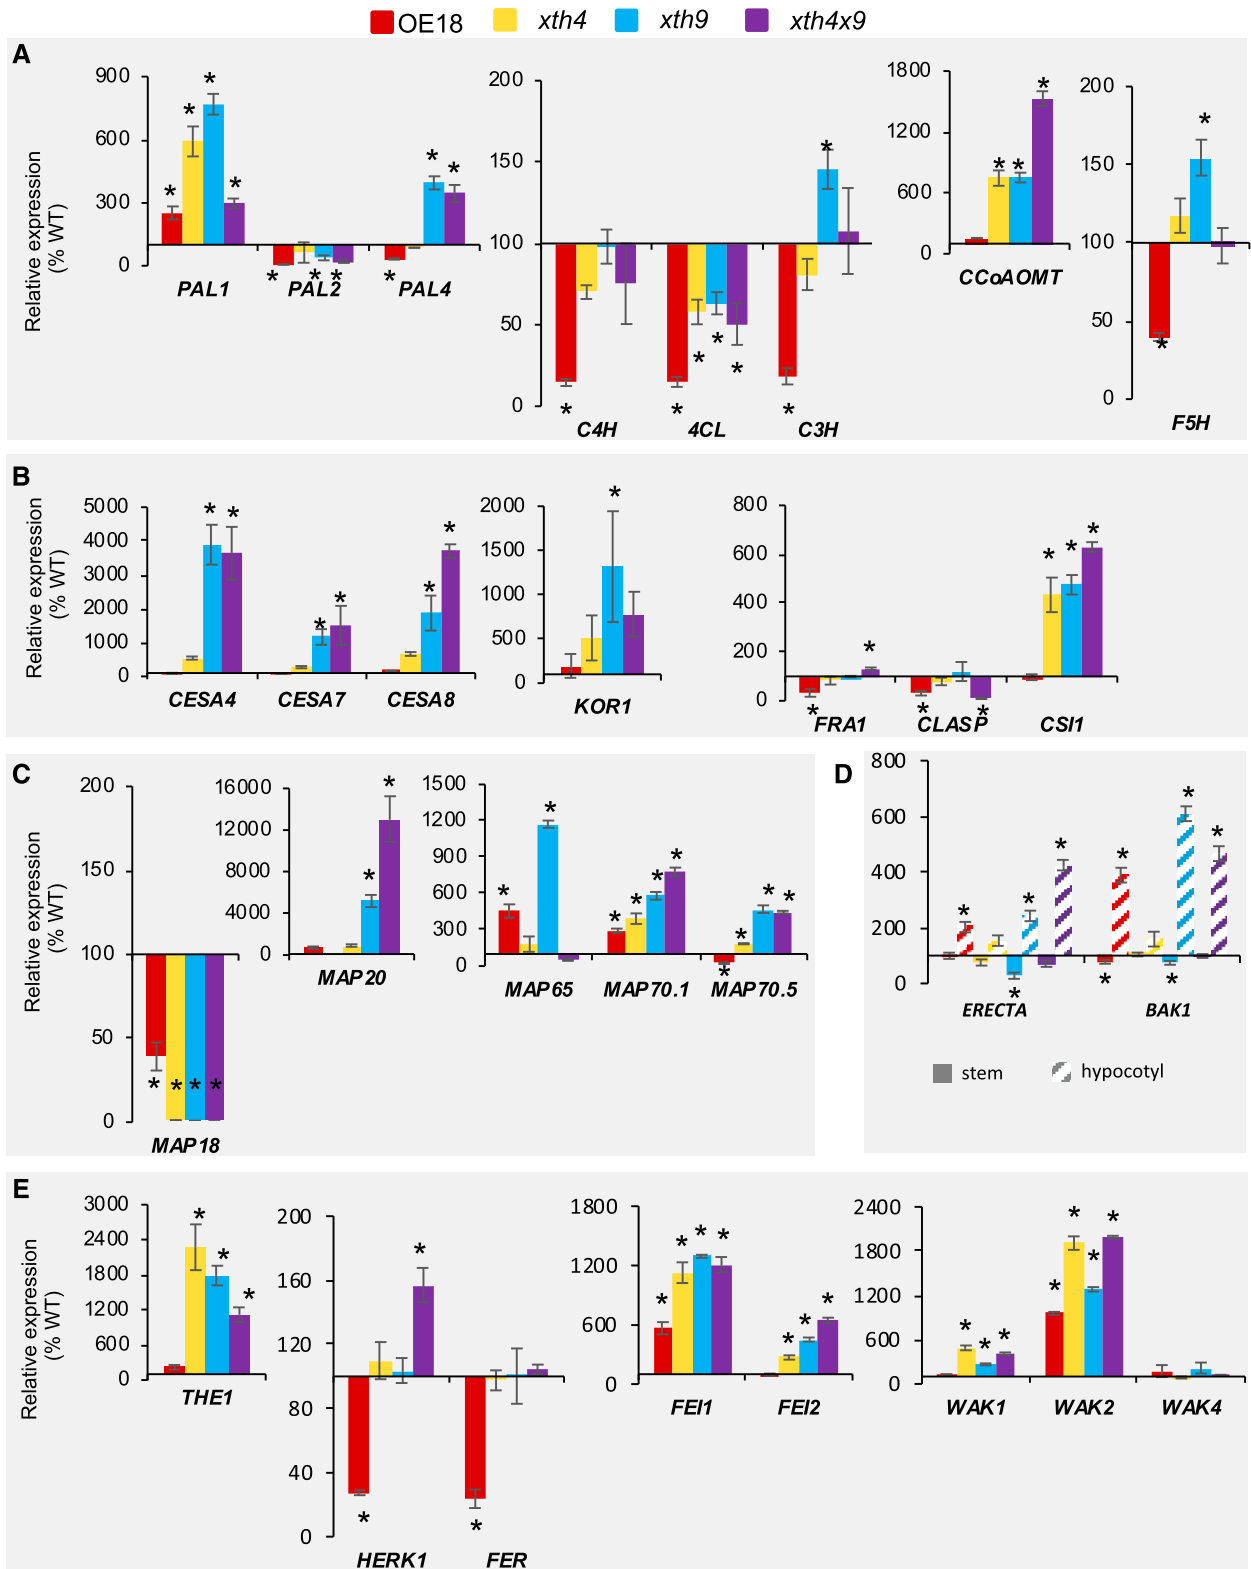 OE18 xth4 xth9 xth4x9
A
Relative expression
(% WT)
900
600
300
0
* * * * * * * * * *
PAL1 PAL2 PAL4
200
150
100
50
0
* * * * * * *
C4H 4CL C3H
1800
1200
600
0
* * *
CCoAOMT
200
150
100
50
0
* *
F5H
B
Relative expression
(% WT)
5000
4000
3000
2000
1000
0
* * * * * *
CESA4 CESA7 CESA8
2000
1500
1000
500
0
*
KOR1
800
600
400
200
0
* * * * * * *
FRA1 CLASP CSI1
C
Relative expression
(% WT)
200
150
100
50
0
* * * *
MAP18
16000
12000
8000
4000
0
* *
MAP20
1500
1200
900
600
300
0
* * * * * * * * * *
MAP65 MAP70.1 MAP70.5
D
800
600
400
200
0
* * * * * * * * *
ERECTA BAK1
stem hypocotyl
E
Relative expression
(% WT)
3000
2400
1800
1200
600
0
* * *
THE1
200
160
120
80
40
0
* * *
HERK1 FER
1800
1200
600
0
* * * * * * *
FEI1 FEI2
2400
1800
1200
600
0
* * * * * * *
WAK1 WAK2 WAK4